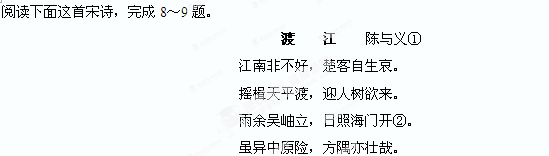 阅读下面这首宋诗，完成 8～9 题。
渡 江 陈与义①
江南非不好，楚客自生哀。
摇楫天平渡，迎人树欲来。
雨余吴岫立，日照海门开②。
虽异中原险，方隅亦壮哉。